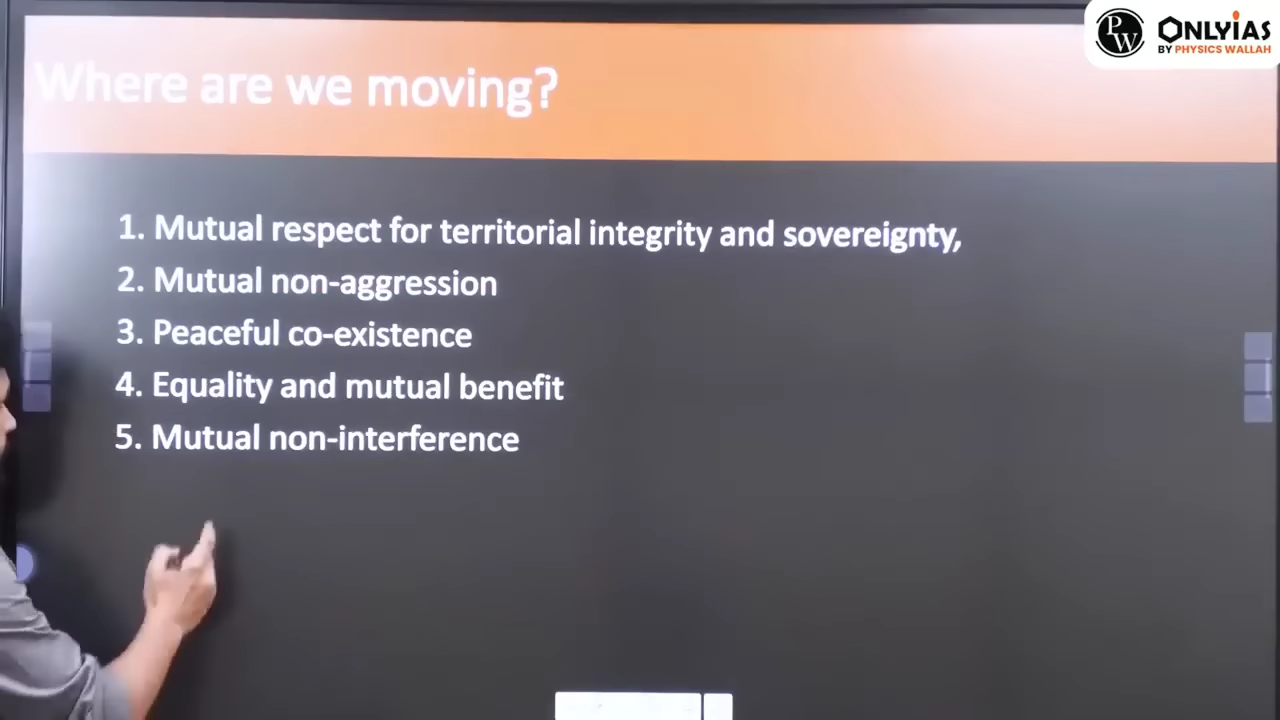 PW
ONLYIAS
BY PHYSICS WALLAH
Where are we moving?
1. Mutual respect for territorial integrity and sovereignty,
2. Mutual non-aggression
3. Peaceful co-existence
4. Equality and mutual benefit
5. Mutual non-interference